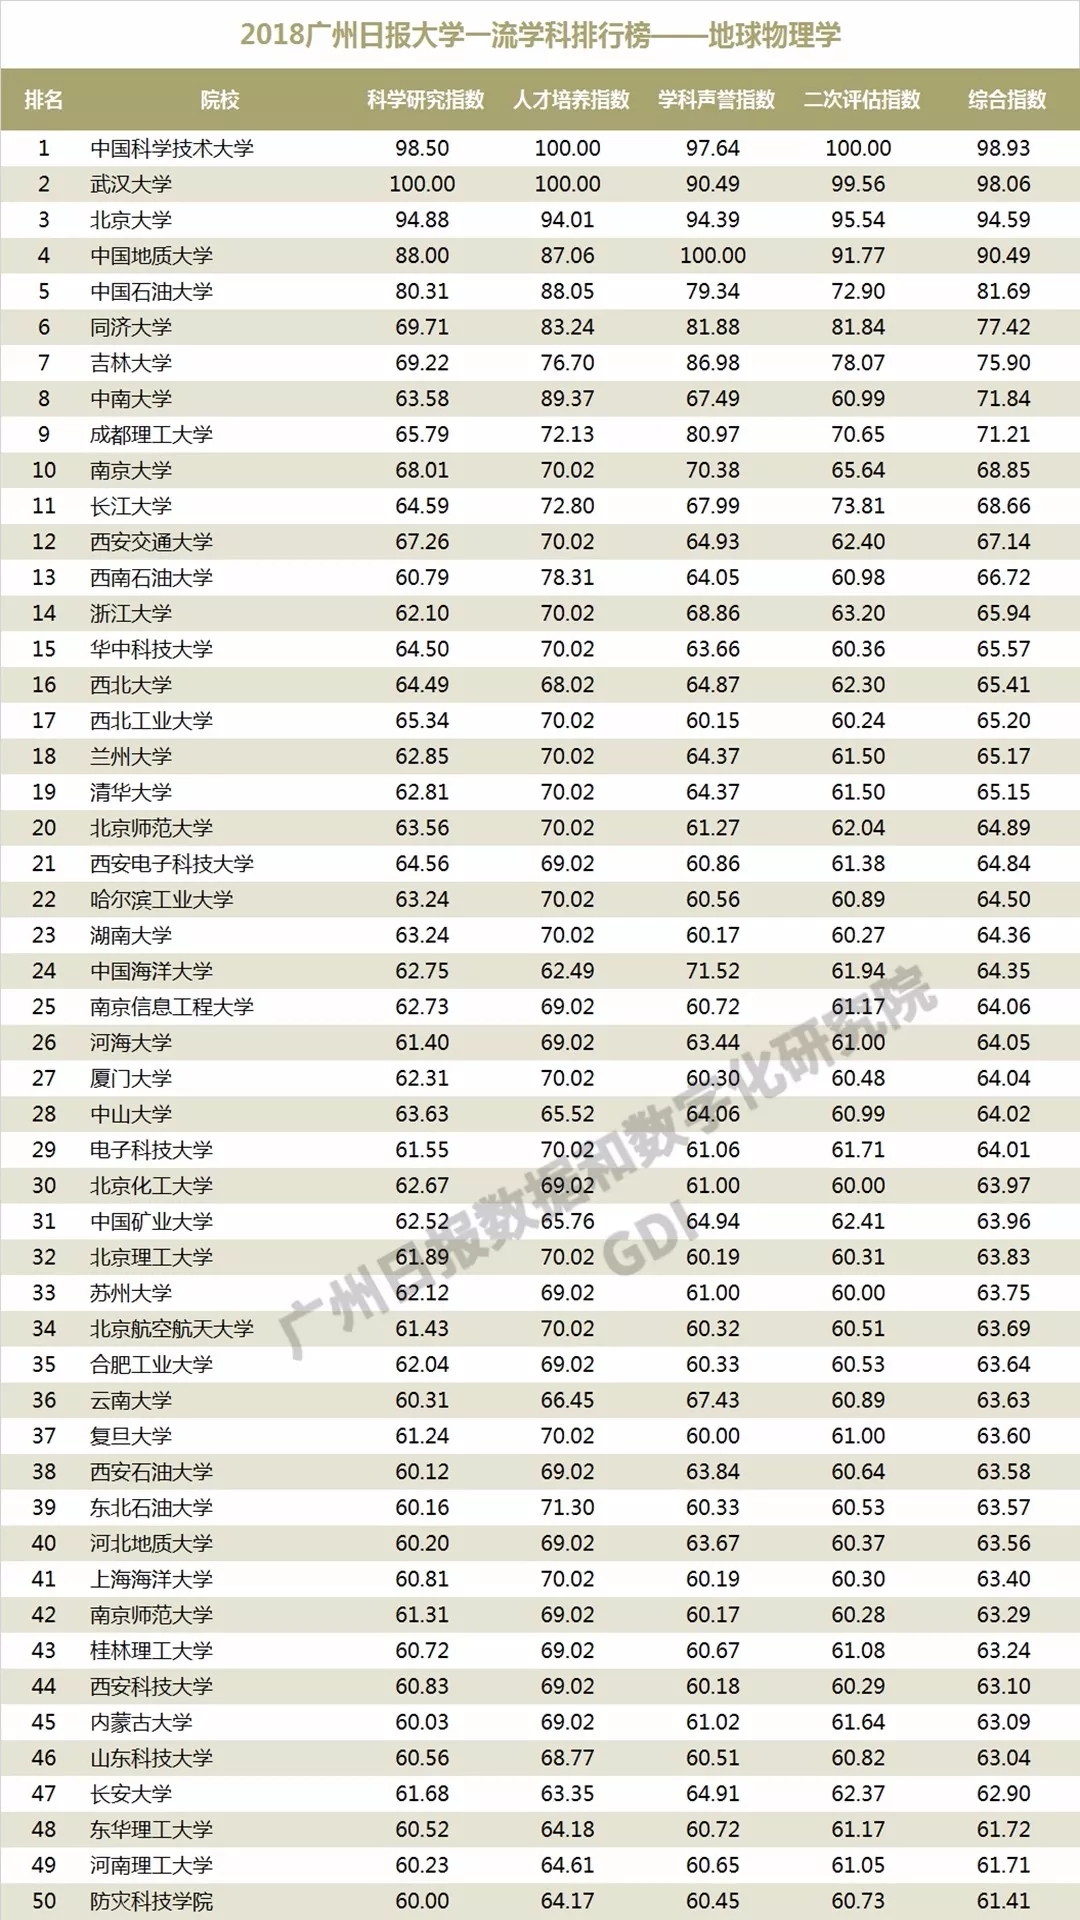 2018广州日报大学一流学科排行榜——地球物理学
排名 院校 科学研究指数 人才培养指数 学科声誉指数 二次评估指数 综合指数
1 中国科学技术大学 98.50 100.00 97.64 100.00 98.93
2 武汉大学 100.00 100.00 90.49 99.56 98.06
3 北京大学 94.88 94.01 94.39 95.54 94.59
4 中国地质大学 88.00 87.06 100.00 91.77 90.49
5 中国石油大学 80.31 88.05 79.34 72.90 81.69
6 同济大学 69.71 83.24 81.88 81.84 77.42
7 吉林大学 69.22 76.70 86.98 78.07 75.90
8 中南大学 63.58 89.37 67.49 60.99 71.84
9 成都理工大学 65.79 72.13 80.97 70.65 71.21
10 南京大学 68.01 70.02 70.38 65.64 68.85
11 长江大学 64.59 72.80 67.99 73.81 68.66
12 西安交通大学 67.26 70.02 64.93 62.40 67.14
13 西南石油大学 60.79 78.31 64.05 60.98 66.72
14 浙江大学 62.10 70.02 68.86 63.20 65.94
15 华中科技大学 64.50 70.02 63.66 60.36 65.57
16 西北大学 64.49 68.02 64.87 62.30 65.41
17 西北工业大学 65.34 70.02 60.15 60.24 65.20
18 兰州大学 62.85 70.02 64.37 61.50 65.17
19 清华大学 62.81 70.02 64.37 61.50 65.15
20 北京师范大学 63.56 70.02 61.27 62.04 64.89
21 西安电子科技大学 64.56 69.02 60.86 61.38 64.84
22 哈尔滨工业大学 63.24 70.02 60.56 60.89 64.50
23 湖南大学 63.24 70.02 60.17 60.27 64.36
24 中国海洋大学 62.75 62.49 71.52 61.94 64.35
25 南京信息工程大学 62.73 69.02 60.72 61.17 64.06
26 河海大学 61.40 69.02 63.44 61.00 64.05
27 厦门大学 62.31 70.02 60.30 60.48 64.04
28 中山大学 63.63 65.52 64.06 60.99 64.02
29 电子科技大学 61.55 70.02 61.06 61.71 64.01
30 北京化工大学 62.67 69.02 61.00 60.00 63.97
31 中国矿业大学 62.52 65.76 64.94 62.41 63.96
32 北京理工大学 61.89 70.02 60.19 60.31 63.83
33 苏州大学 62.12 69.02 61.00 60.00 63.75
34 北京航空航天大学 61.43 70.02 60.32 60.51 63.69
35 合肥工业大学 62.04 69.02 60.33 60.53 63.64
36 云南大学 60.31 66.45 67.43 60.89 63.63
37 复旦大学 61.24 70.02 60.00 61.00 63.60
38 西安石油大学 60.12 69.02 63.84 60.64 63.58
39 东北石油大学 60.16 71.30 60.33 60.53 63.57
40 河北地质大学 60.20 69.02 63.67 60.37 63.56
41 上海海洋大学 60.81 70.02 60.19 60.30 63.40
42 南京师范大学 61.31 69.02 60.17 60.28 63.29
43 桂林理工大学 60.72 69.02 60.67 61.08 63.24
44 西安科技大学 60.83 69.02 60.18 60.29 63.10
45 内蒙古大学 60.03 69.02 61.02 61.64 63.09
46 山东科技大学 60.56 68.77 60.51 60.82 63.04
47 长安大学 61.68 63.35 64.91 62.37 62.90
48 东华理工大学 60.52 64.18 60.72 61.17 61.72
49 河南理工大学 60.23 64.61 60.65 61.05 61.71
50 防灾科技学院 60.00 64.17 60.45 60.73 61.41
广州日报数据和数字化研究院
GDI